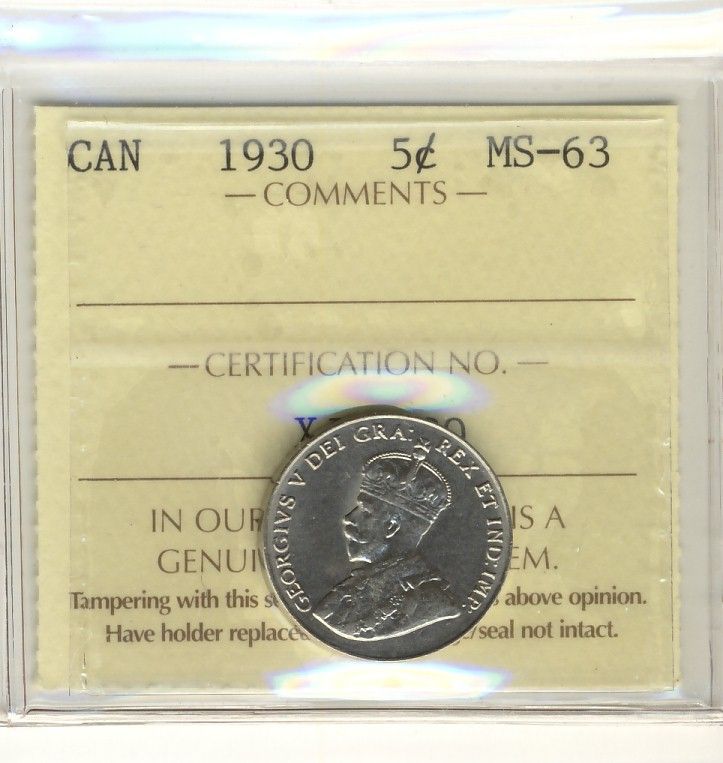 CAN 1930 5¢ MS-63
— COMMENTS —
— CERTIFICATION NO. —
X
IN OUR IS A
GENUI EM.
Tampering with this s above opinion.
Have holder replace /seal not intact.
GEORGIVS V DEI GRA: REX ET IND: IMP: